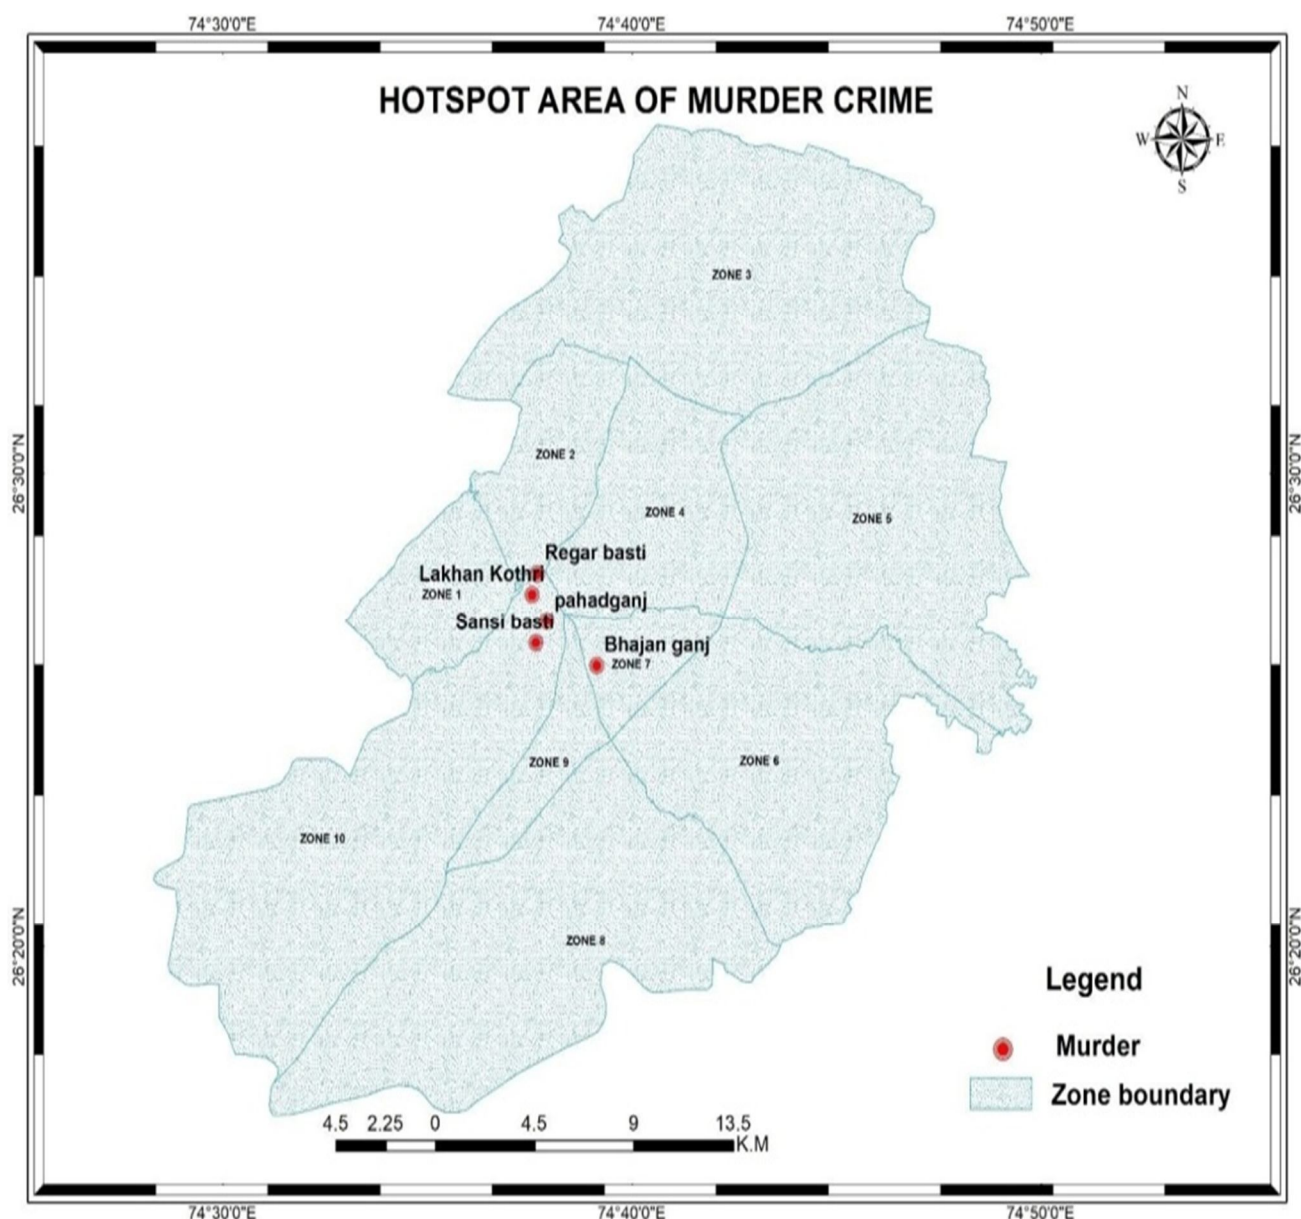 74°30'0"E
74°40'0"E
74°50'0"E
HOTSPOT AREA OF MURDER CRIME
N
W
E
S
ZONE 3
26°30'0"N
26°30'0"N
ZONE 2
ZONE 4
ZONE 5
Regar basti
Lakhan Kothri
ZONE 1
pahadganj
Sansi basti
Bhajan ganj
ZONE 7
ZONE 9
ZONE 6
ZONE 10
26°20'0"N
26°20'0"N
ZONE 8
Legend
Murder
Zone boundary
4.5 2.25 0 4.5 9 13.5
K.M
74°30'0"E
74°40'0"E
74°50'0"E